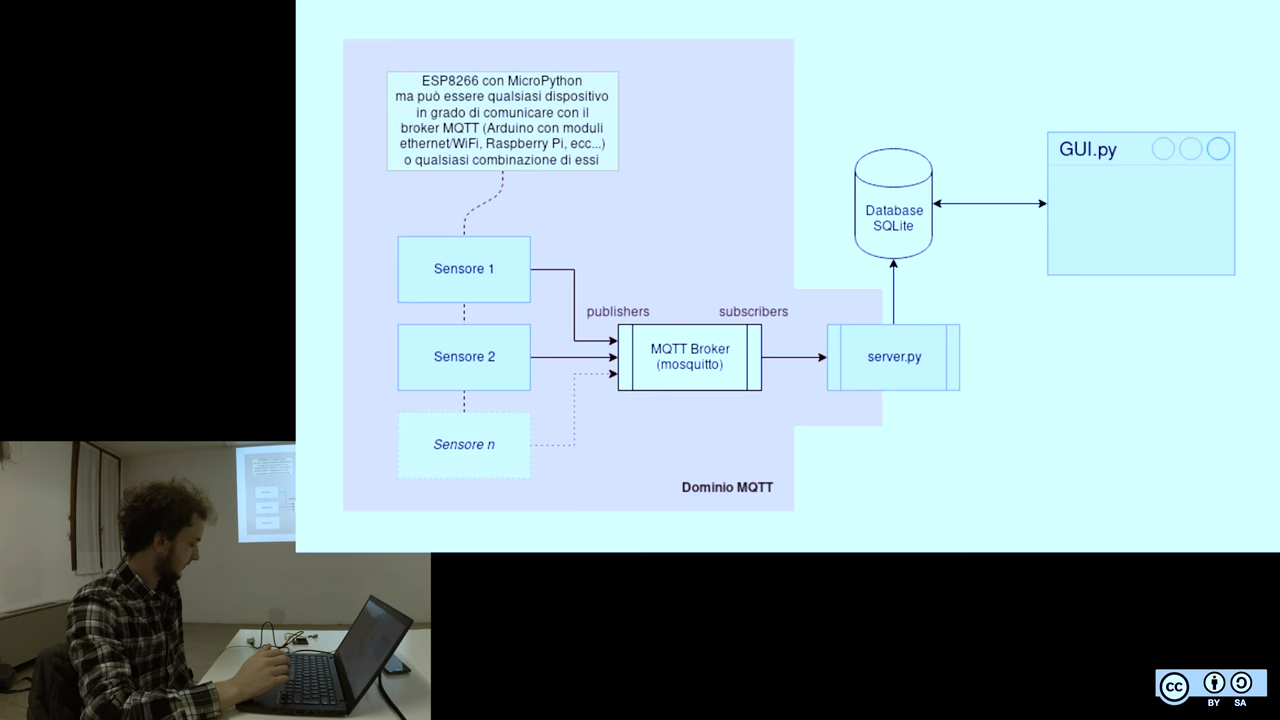 ESP8266 con MicroPython
ma può essere qualsiasi dispositivo
in grado di comunicare con il
broker MQTT (Arduino con moduli
ethernet/WiFi, Raspberry Pi, ecc...)
o qualsiasi combinazione di essi
GUI.py
Database
SQLite
Sensore 1
publishers
subscribers
Sensore 2
MQTT Broker
(mosquitto)
server.py
Sensore n
Dominio MQTT
cc
BY SA